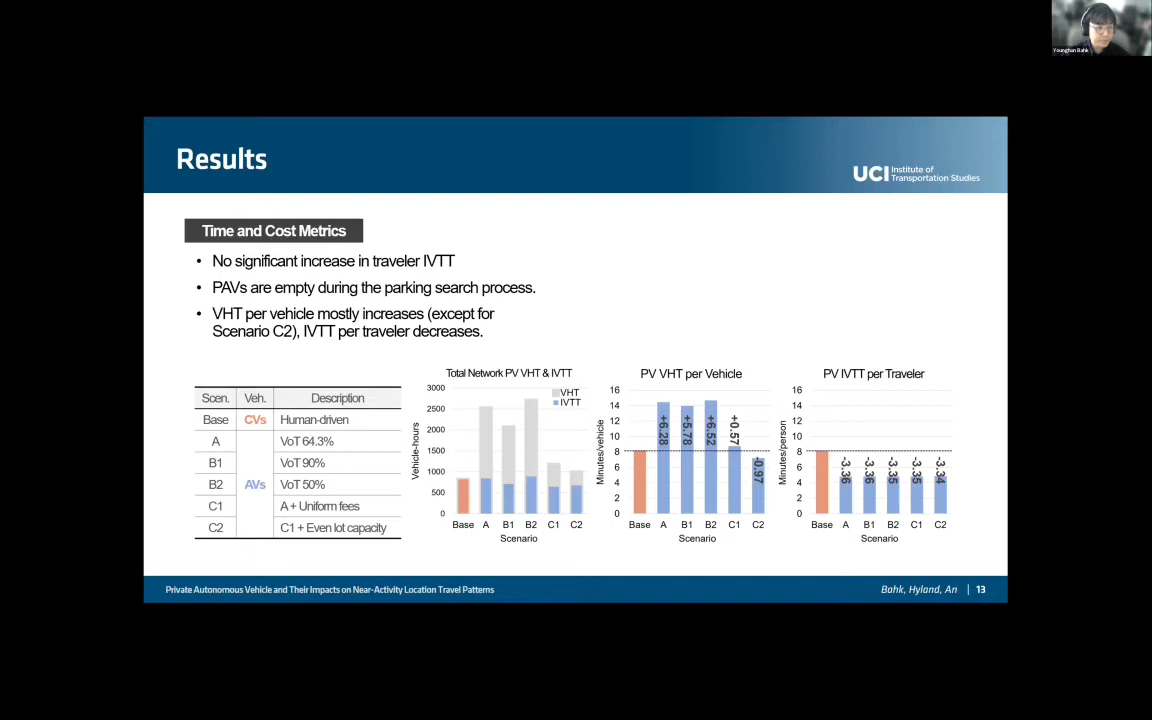 Younghun Bahk
Results
UCI Institute of
Transportation Studies
Time and Cost Metrics
• No significant increase in traveler IVTT
• PAVs are empty during the parking search process.
• VHT per vehicle mostly increases (except for
Scenario C2), IVTT per traveler decreases.
Scen. Veh. Description
Base CVs Human-driven
A VoT 64.3%
B1 VoT 90%
B2 AVs VoT 50%
C1 A + Uniform fees
C2 C1 + Even lot capacity
Total Network PV VHT & IVTT
VHT
IVTT
Vehicle-hours
3000
2500
2000
1500
1000
500
0
Base A B1 B2 C1 C2
Scenario
PV VHT per Vehicle
Minutes/vehicle
16
14
12
10
8
6
4
2
0
+6.28 +5.78 +6.52 +0.57 -0.97
Base A B1 B2 C1 C2
Scenario
PV IVTT per Traveler
Minutes/person
16
14
12
10
8
6
4
2
0
-3.36 -3.36 -3.35 -3.35 -3.34
Base A B1 B2 C1 C2
Scenario
Private Autonomous Vehicle and Their Impacts on Near-Activity Location Travel Patterns
Bahk, Hyland, An | 13